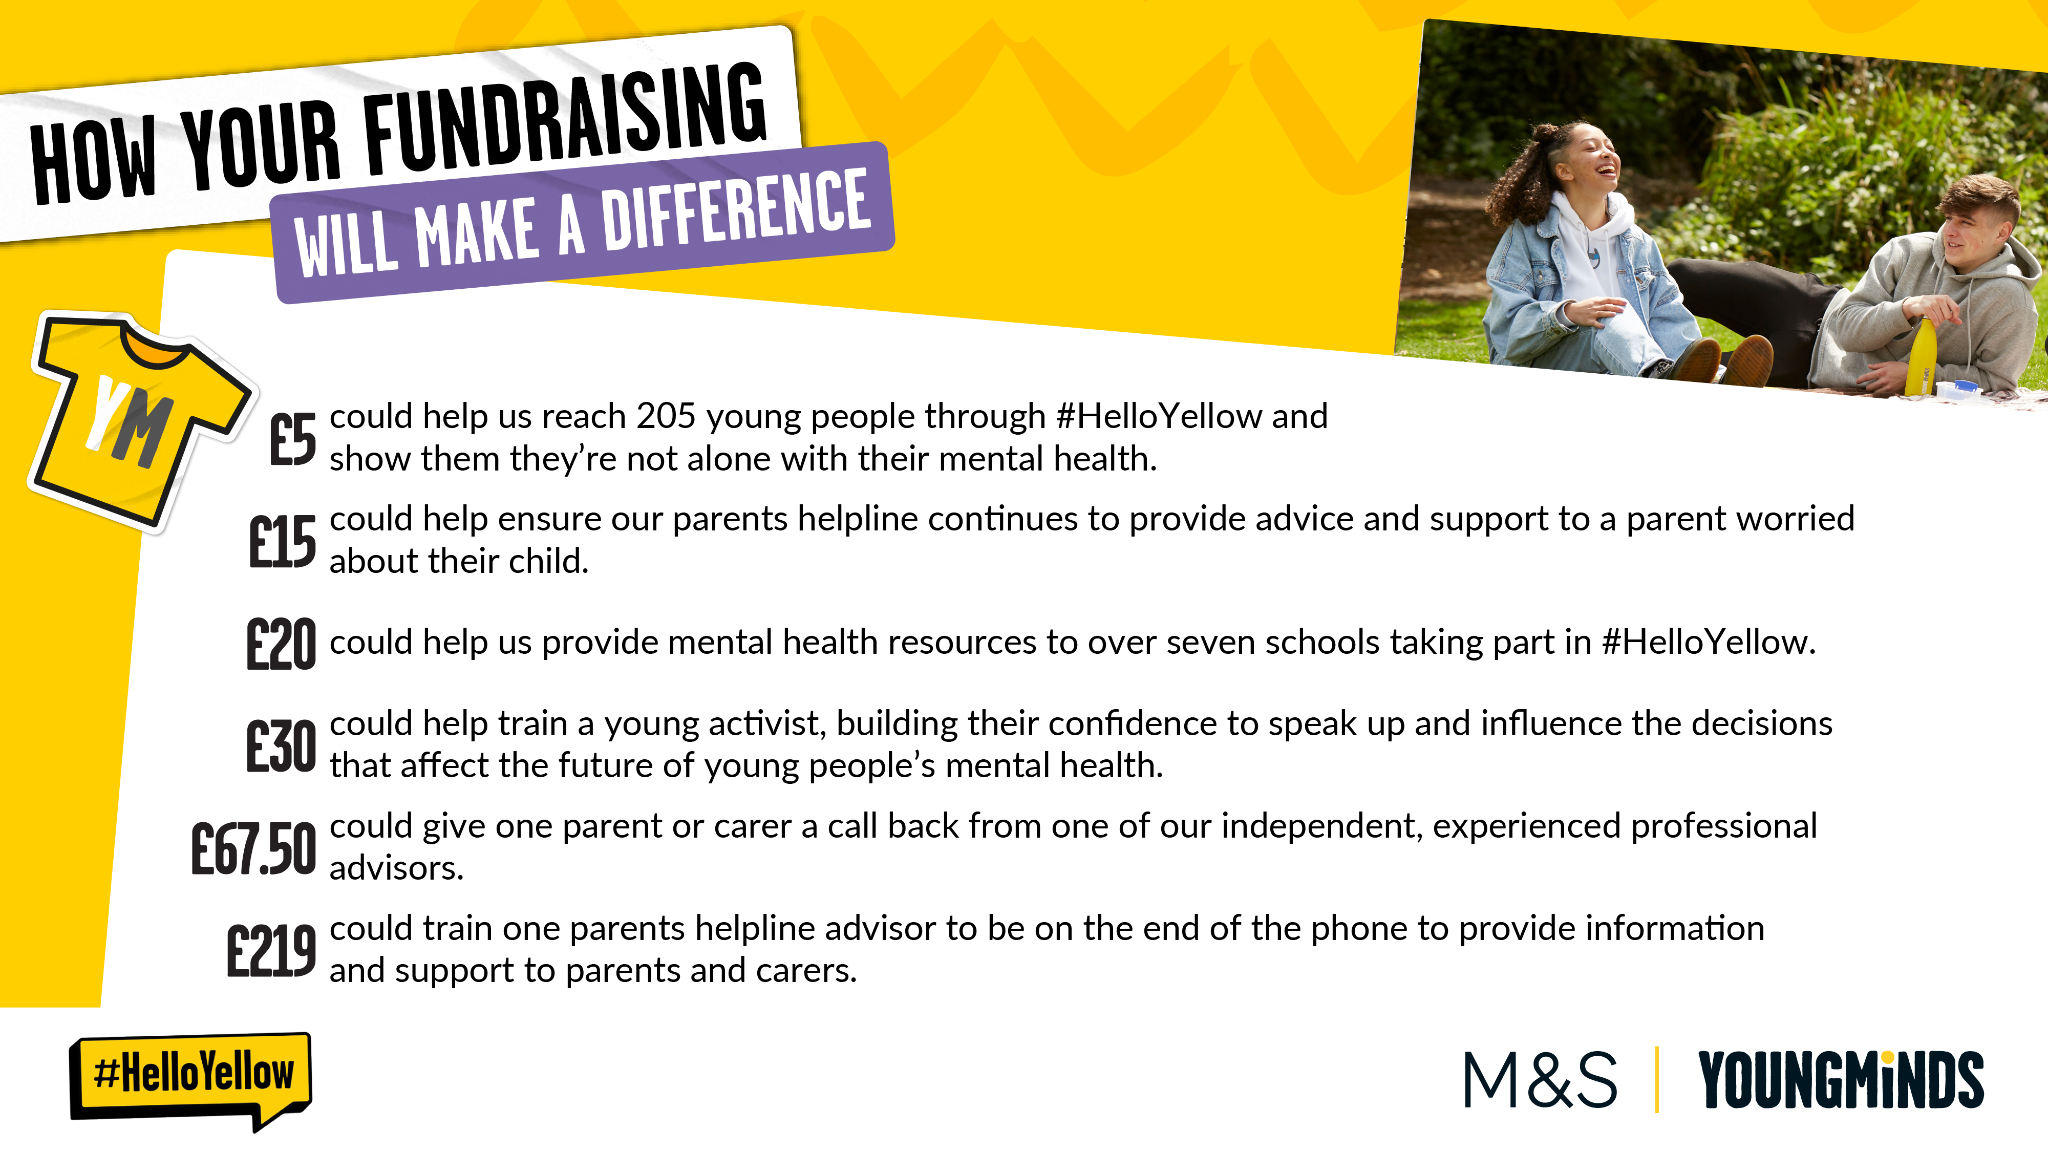 HOW YOUR FUNDRAISING
WILL MAKE A DIFFERENCE
YM
£5 could help us reach 205 young people through #HelloYellow and
show them they’re not alone with their mental health.
£15 could help ensure our parents helpline continues to provide advice and support to a parent worried
about their child.
£20 could help us provide mental health resources to over seven schools taking part in #HelloYellow.
£30 could help train a young activist, building their confidence to speak up and influence the decisions
that affect the future of young people’s mental health.
£67.50 could give one parent or carer a call back from one of our independent, experienced professional
advisors.
£219 could train one parents helpline advisor to be on the end of the phone to provide information
and support to parents and carers.
#HelloYellow
M&S | YOUNGMiNDS